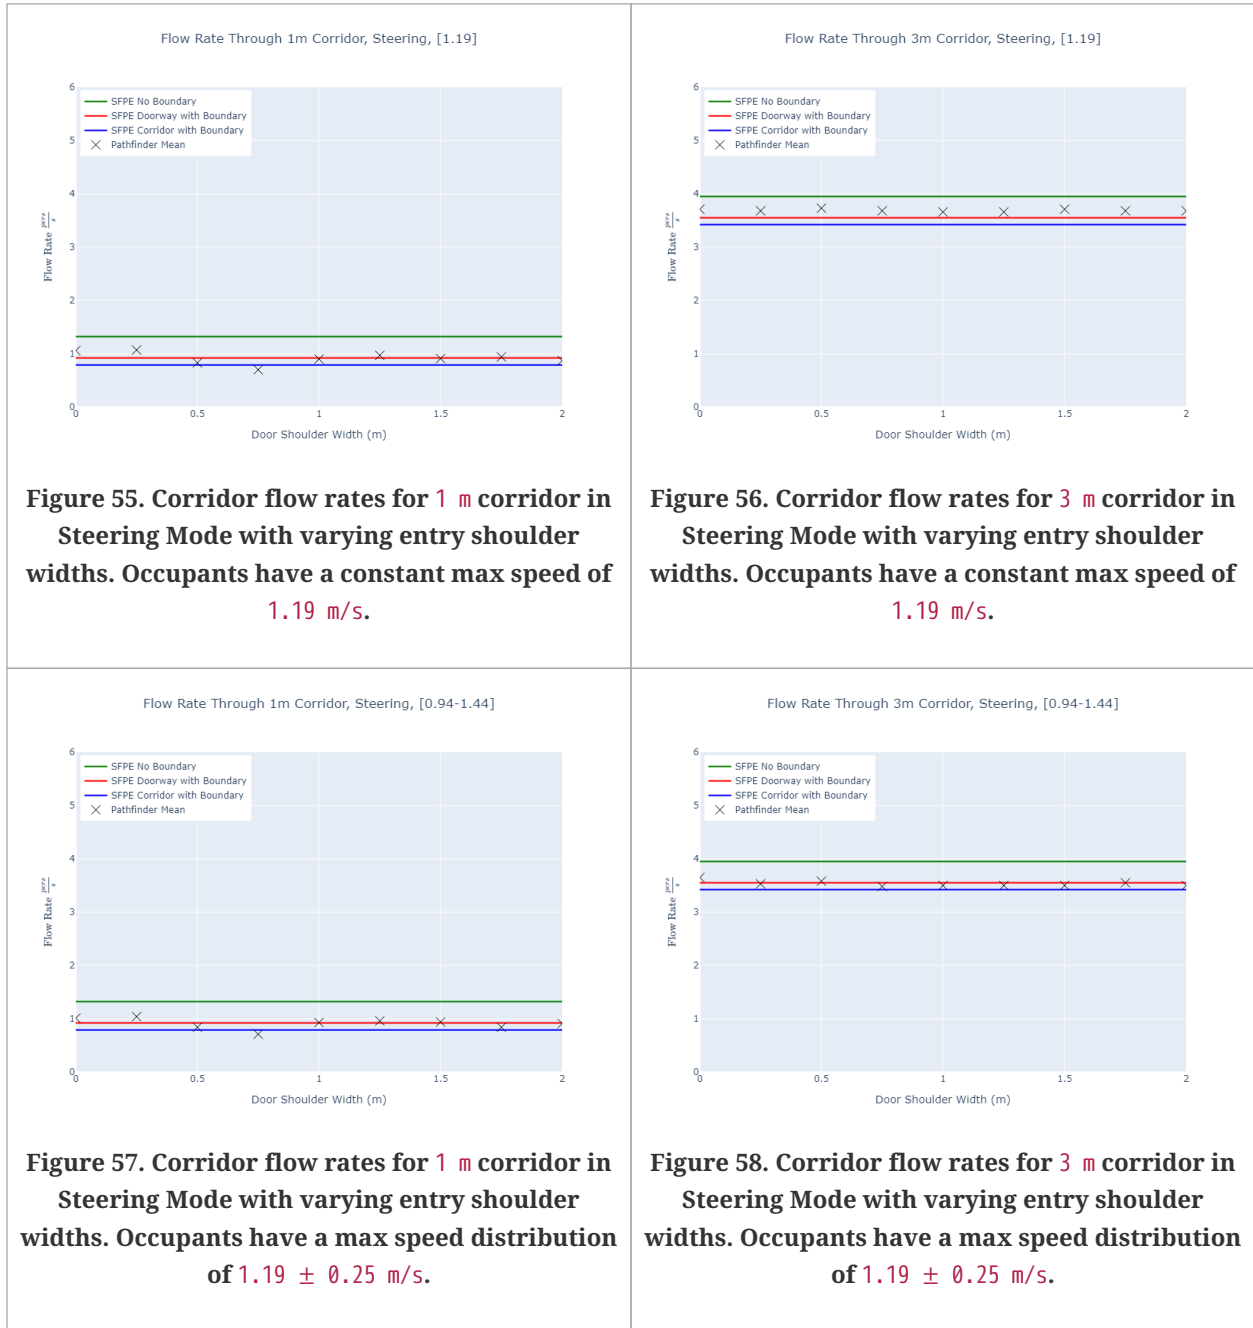 Flow Rate Through 1m Corridor, Steering, [1.19]
6
5
4
3
2
1
0
SFPE No Boundary
SFPE Doorway with Boundary
SFPE Corridor with Boundary
Pathfinder Mean
Flow Rate pers/s
0
0.5
1
1.5
2
Door Shoulder Width (m)
Figure 55. Corridor flow rates for 1 m corridor in
Steering Mode with varying entry shoulder
widths. Occupants have a constant max speed of
1.19 m/s.
Flow Rate Through 3m Corridor, Steering, [1.19]
6
5
4
3
2
1
0
SFPE No Boundary
SFPE Doorway with Boundary
SFPE Corridor with Boundary
Pathfinder Mean
Flow Rate pers/s
0
0.5
1
1.5
2
Door Shoulder Width (m)
Figure 56. Corridor flow rates for 3 m corridor in
Steering Mode with varying entry shoulder
widths. Occupants have a constant max speed of
1.19 m/s.
Flow Rate Through 1m Corridor, Steering, [0.94-1.44]
6
5
4
3
2
1
0
SFPE No Boundary
SFPE Doorway with Boundary
SFPE Corridor with Boundary
Pathfinder Mean
Flow Rate pers/s
0
0.5
1
1.5
2
Door Shoulder Width (m)
Figure 57. Corridor flow rates for 1 m corridor in
Steering Mode with varying entry shoulder
widths. Occupants have a max speed distribution
of 1.19 ± 0.25 m/s.
Flow Rate Through 3m Corridor, Steering, [0.94-1.44]
6
5
4
3
2
1
0
SFPE No Boundary
SFPE Doorway with Boundary
SFPE Corridor with Boundary
Pathfinder Mean
Flow Rate pers/s
0
0.5
1
1.5
2
Door Shoulder Width (m)
Figure 58. Corridor flow rates for 3 m corridor in
Steering Mode with varying entry shoulder
widths. Occupants have a max speed distribution
of 1.19 ± 0.25 m/s.